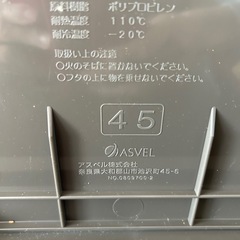 原料樹脂　ポリプロピレン
耐熱温度　110℃
耐冷温度　-20℃
取扱い上の注意
○火のそばに置かないでください。
○フタの上に物を乗せないでください。
45
ASVEL
アスベル株式会社
奈良県大和郡山市池沢町45-6